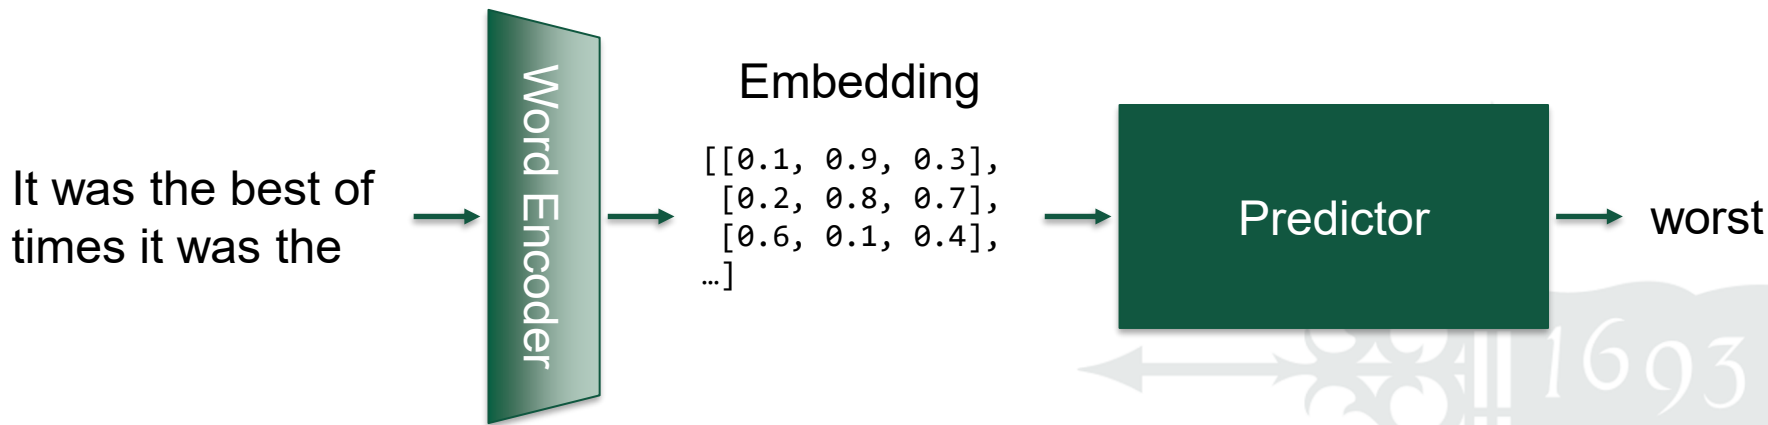 It was the best of
times it was the
Word Encoder
Embedding
[[0.1, 0.9, 0.3],
[0.2, 0.8, 0.7],
[0.6, 0.1, 0.4],
…]
Predictor
worst
1693